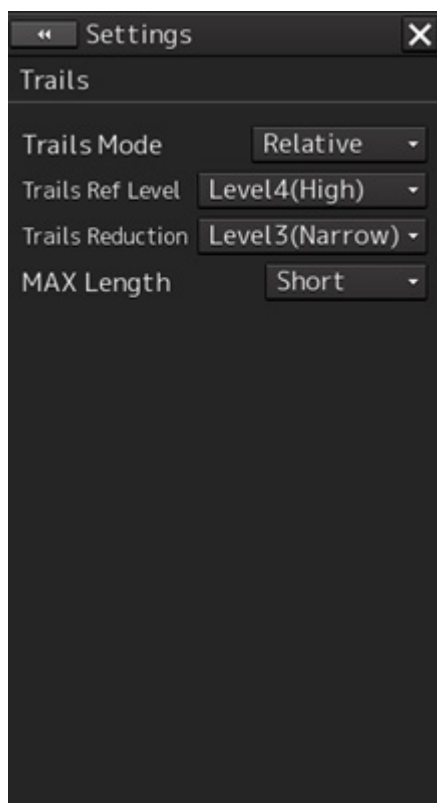 Settings
Trails
Trails Mode Relative
Trails Ref Level Level4(High)
Trails Reduction Level3(Narrow)
MAX Length Short